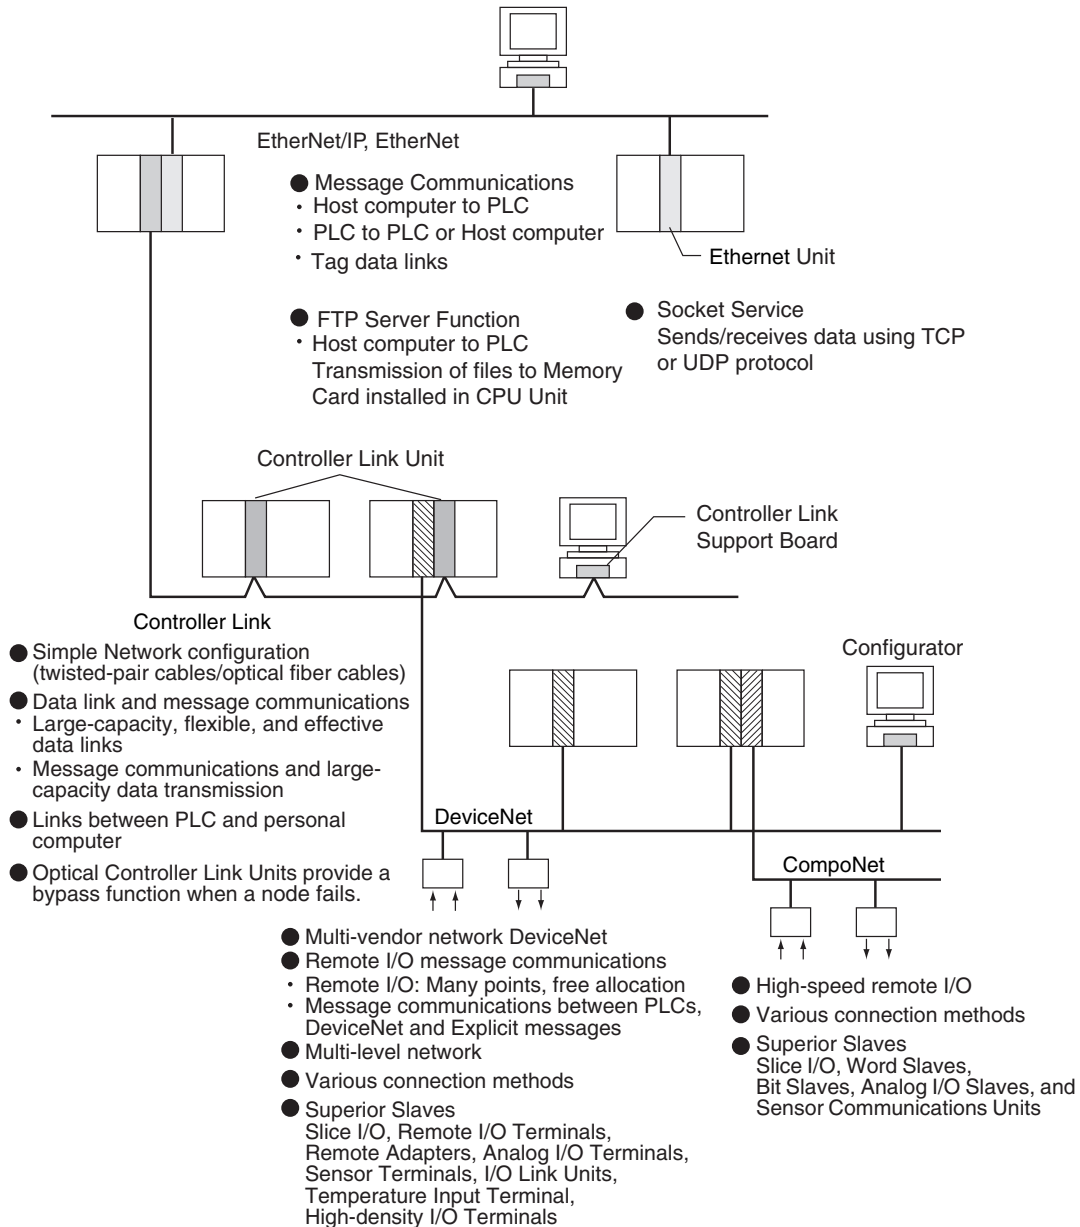 EtherNet/IP, EtherNet
● Message Communications
・ Host computer to PLC
・ PLC to PLC or Host computer
・ Tag data links
Ethernet Unit
● FTP Server Function
・ Host computer to PLC
Transmission of files to Memory
Card installed in CPU Unit
● Socket Service
Sends/receives data using TCP
or UDP protocol
Controller Link Unit
Controller Link
Support Board
Controller Link
● Simple Network configuration
(twisted-pair cables/optical fiber cables)
● Data link and message communications
・ Large-capacity, flexible, and effective
data links
・ Message communications and large-
capacity data transmission
● Links between PLC and personal
computer
● Optical Controller Link Units provide a
bypass function when a node fails.
Configurator
DeviceNet
CompoNet
● Multi-vendor network DeviceNet
● Remote I/O message communications
・ Remote I/O: Many points, free allocation
・ Message communications between PLCs,
DeviceNet and Explicit messages
● Multi-level network
● Various connection methods
● Superior Slaves
Slice I/O, Remote I/O Terminals,
Remote Adapters, Analog I/O Terminals,
Sensor Terminals, I/O Link Units,
Temperature Input Terminal,
High-density I/O Terminals
● High-speed remote I/O
● Various connection methods
● Superior Slaves
Slice I/O, Word Slaves,
Bit Slaves, Analog I/O Slaves, and
Sensor Communications Units